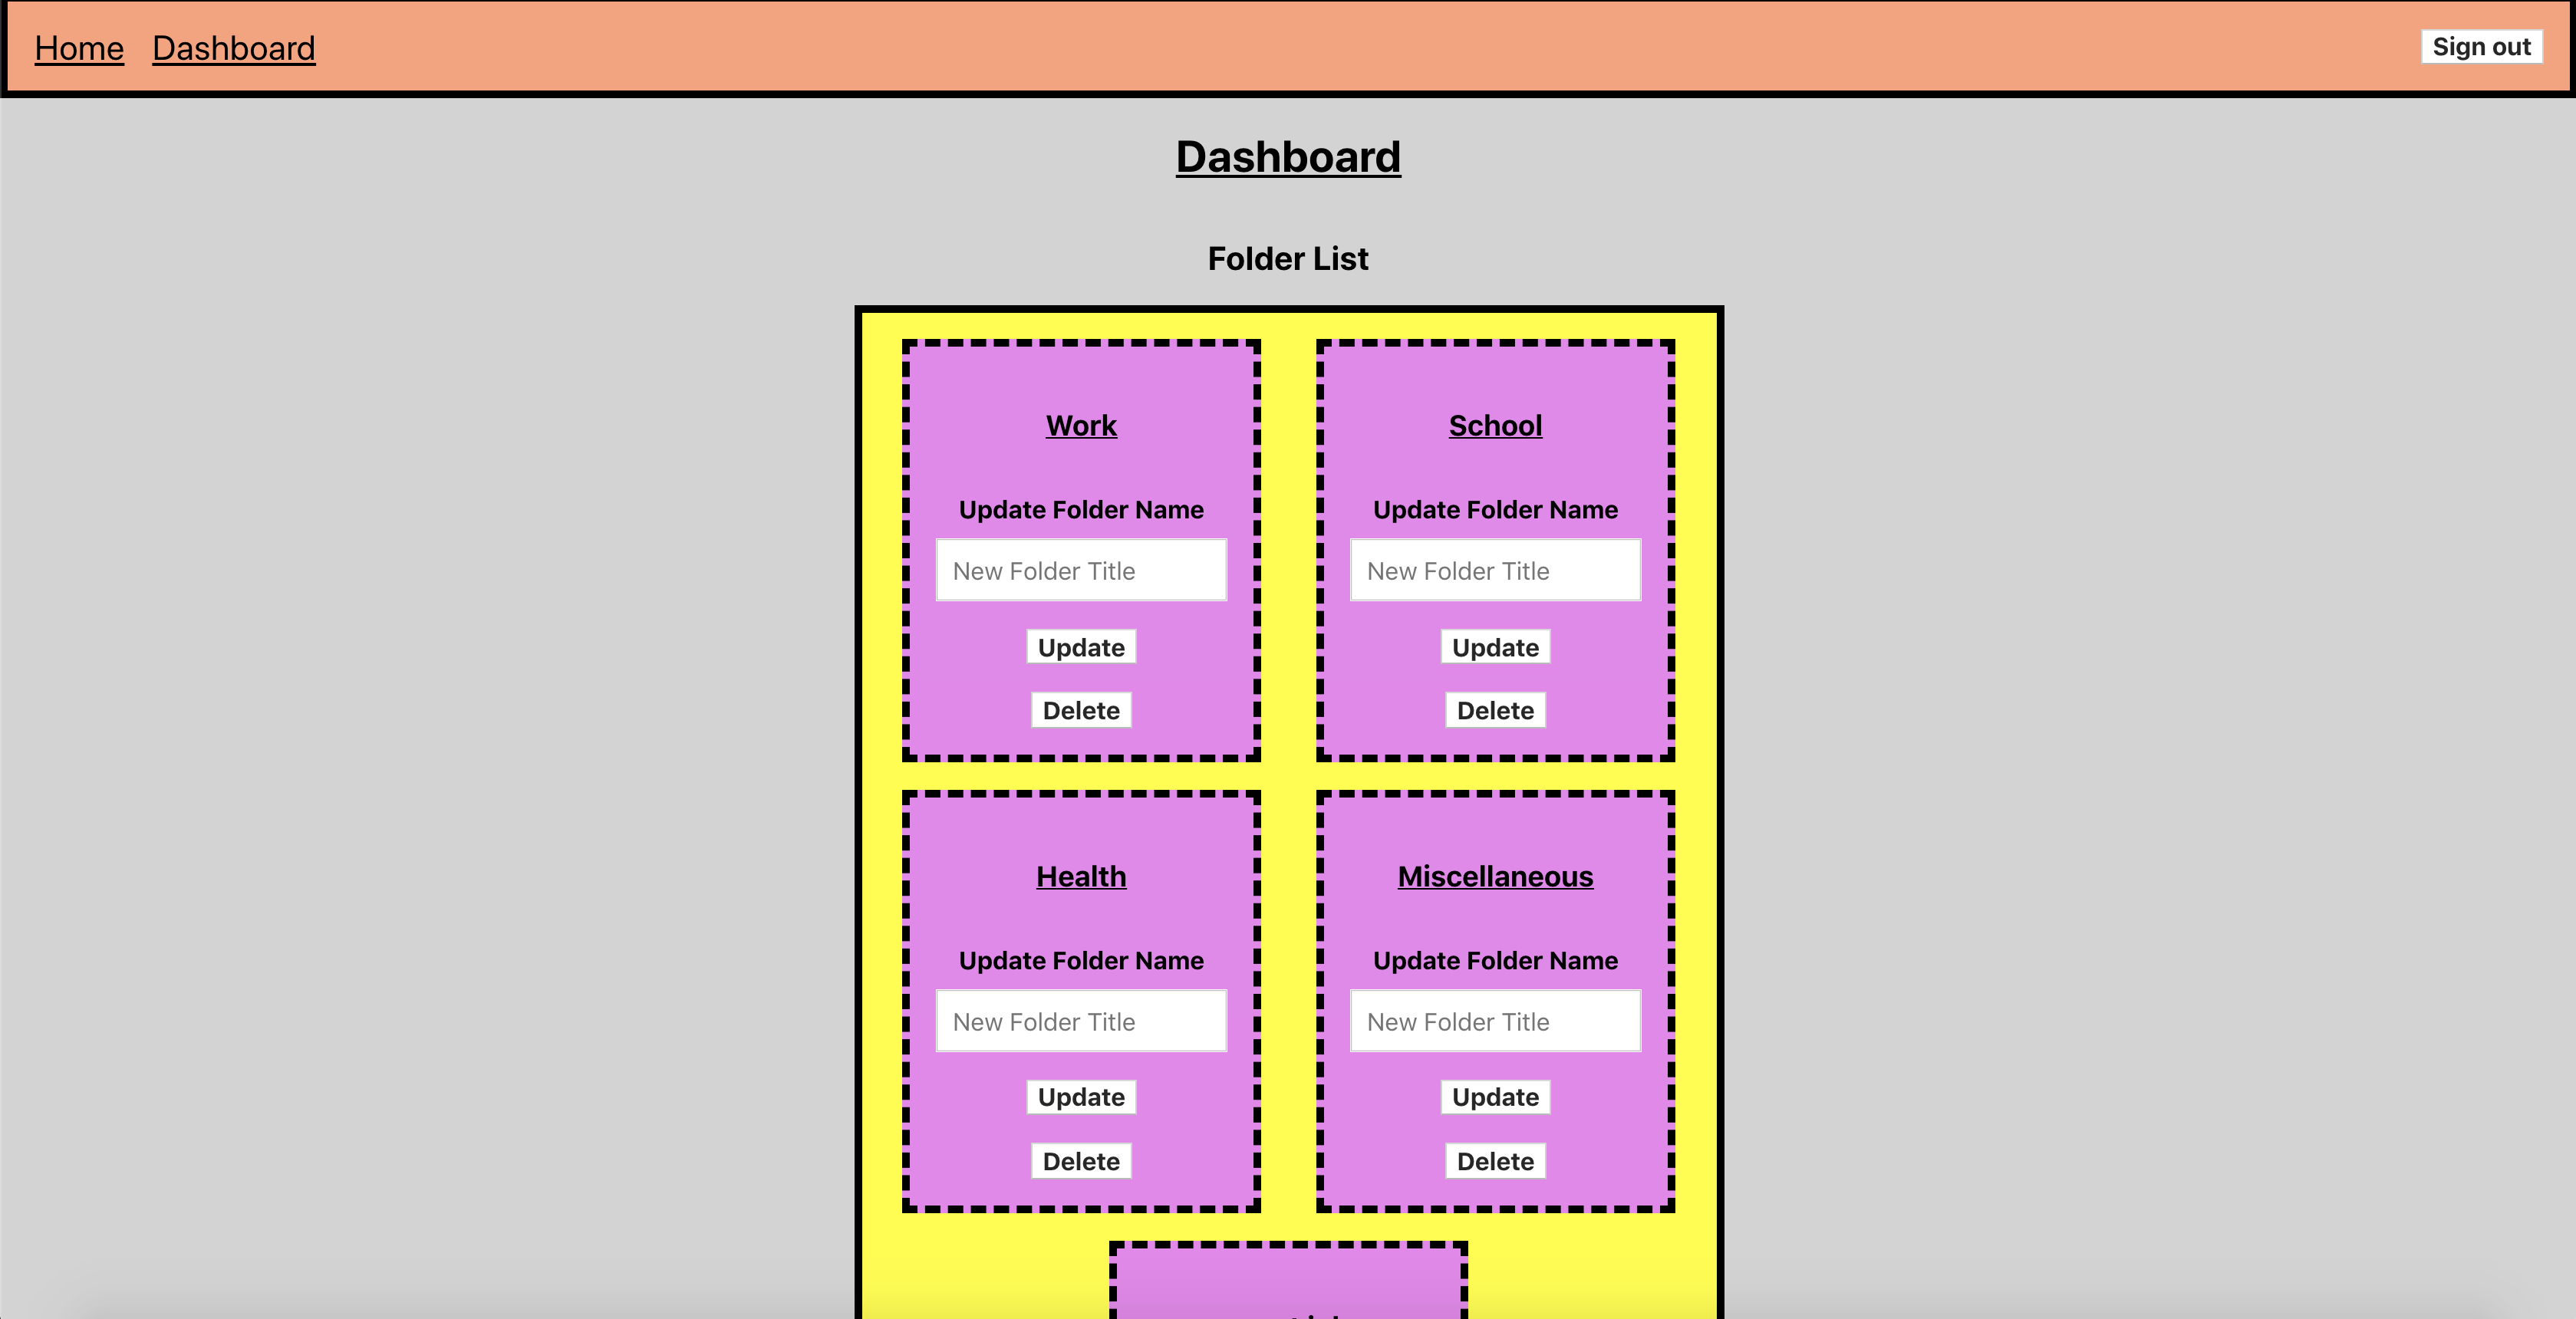 Home Dashboard Sign out
Dashboard
Folder List
Work
Update Folder Name
New Folder Title
Update
Delete
School
Update Folder Name
New Folder Title
Update
Delete
Health
Update Folder Name
New Folder Title
Update
Delete
Miscellaneous
Update Folder Name
New Folder Title
Update
Delete